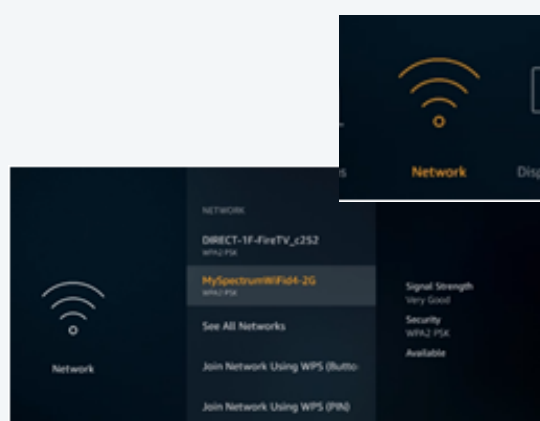 Network
Disp
NETWORK
DIRECT-1F-FireTV_c252
WPA2 PSK
MySpectrumWiFid4-2G
WPA2 PSK
See All Networks
Join Network Using WPS (Butto
Join Network Using WPS (PIN)
Network
Signal Strength
Very Good
Security
WPA2 PSK
Available